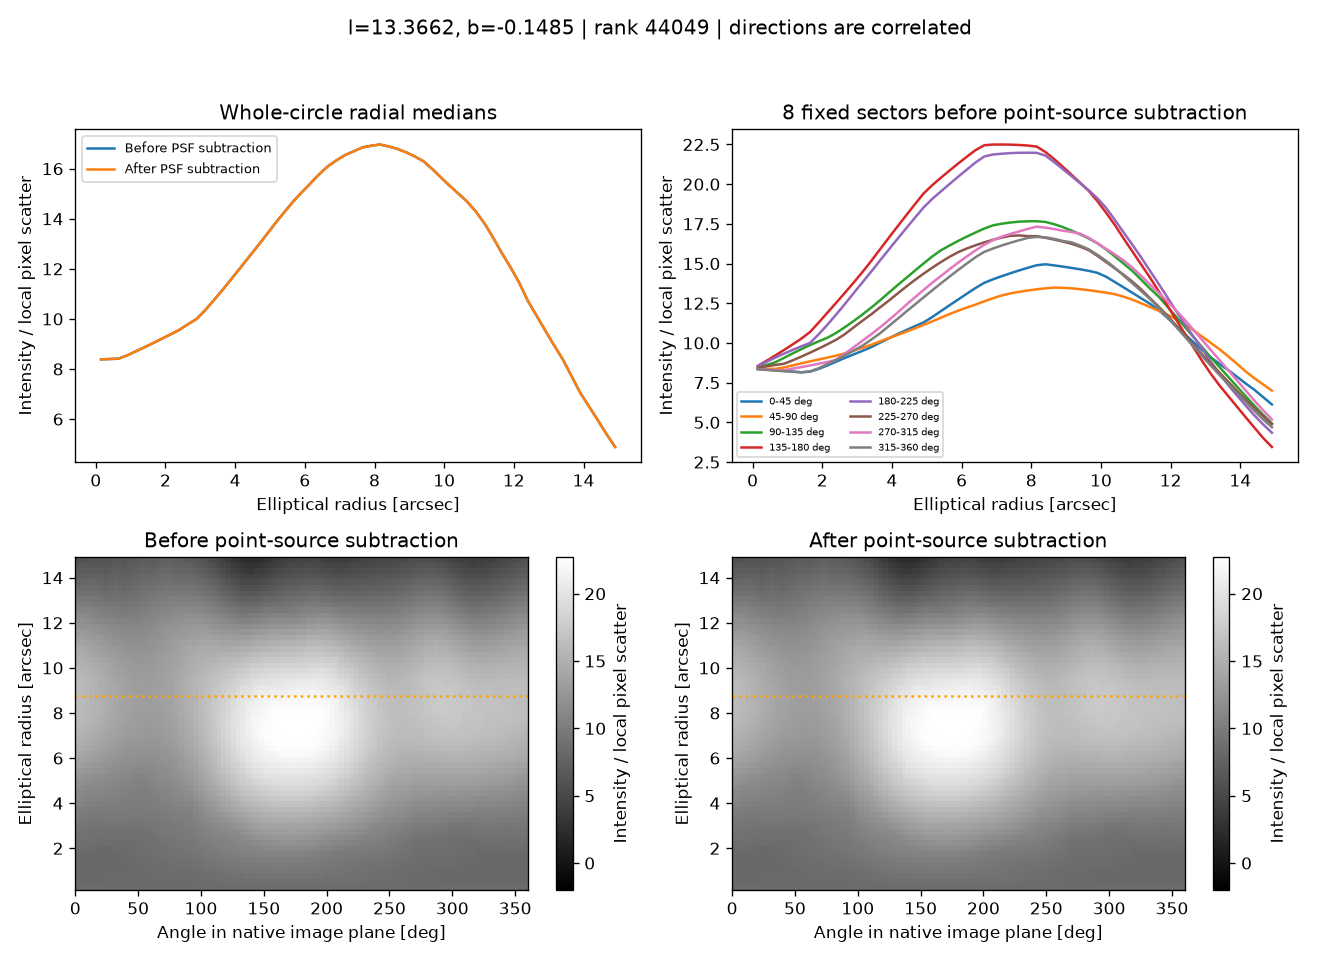 l=13.3662, b=-0.1485 | rank 44049 | directions are correlated
Whole-circle radial medians
Before PSF subtraction
After PSF subtraction
Intensity / local pixel scatter
16
14
12
10
8
6
0 2 4 6 8 10 12 14
Elliptical radius [arcsec]
8 fixed sectors before point-source subtraction
Intensity / local pixel scatter
22.5
20.0
17.5
15.0
12.5
10.0
7.5
5.0
2.5
0-45 deg
45-90 deg
90-135 deg
135-180 deg
180-225 deg
225-270 deg
270-315 deg
315-360 deg
0 2 4 6 8 10 12 14
Elliptical radius [arcsec]
Before point-source subtraction
Elliptical radius [arcsec]
14
12
10
8
6
4
2
0 50 100 150 200 250 300 350
Angle in native image plane [deg]
20
15
10
5
0
Intensity / local pixel scatter
After point-source subtraction
Elliptical radius [arcsec]
14
12
10
8
6
4
2
0 50 100 150 200 250 300 350
Angle in native image plane [deg]
20
15
10
5
0
Intensity / local pixel scatter